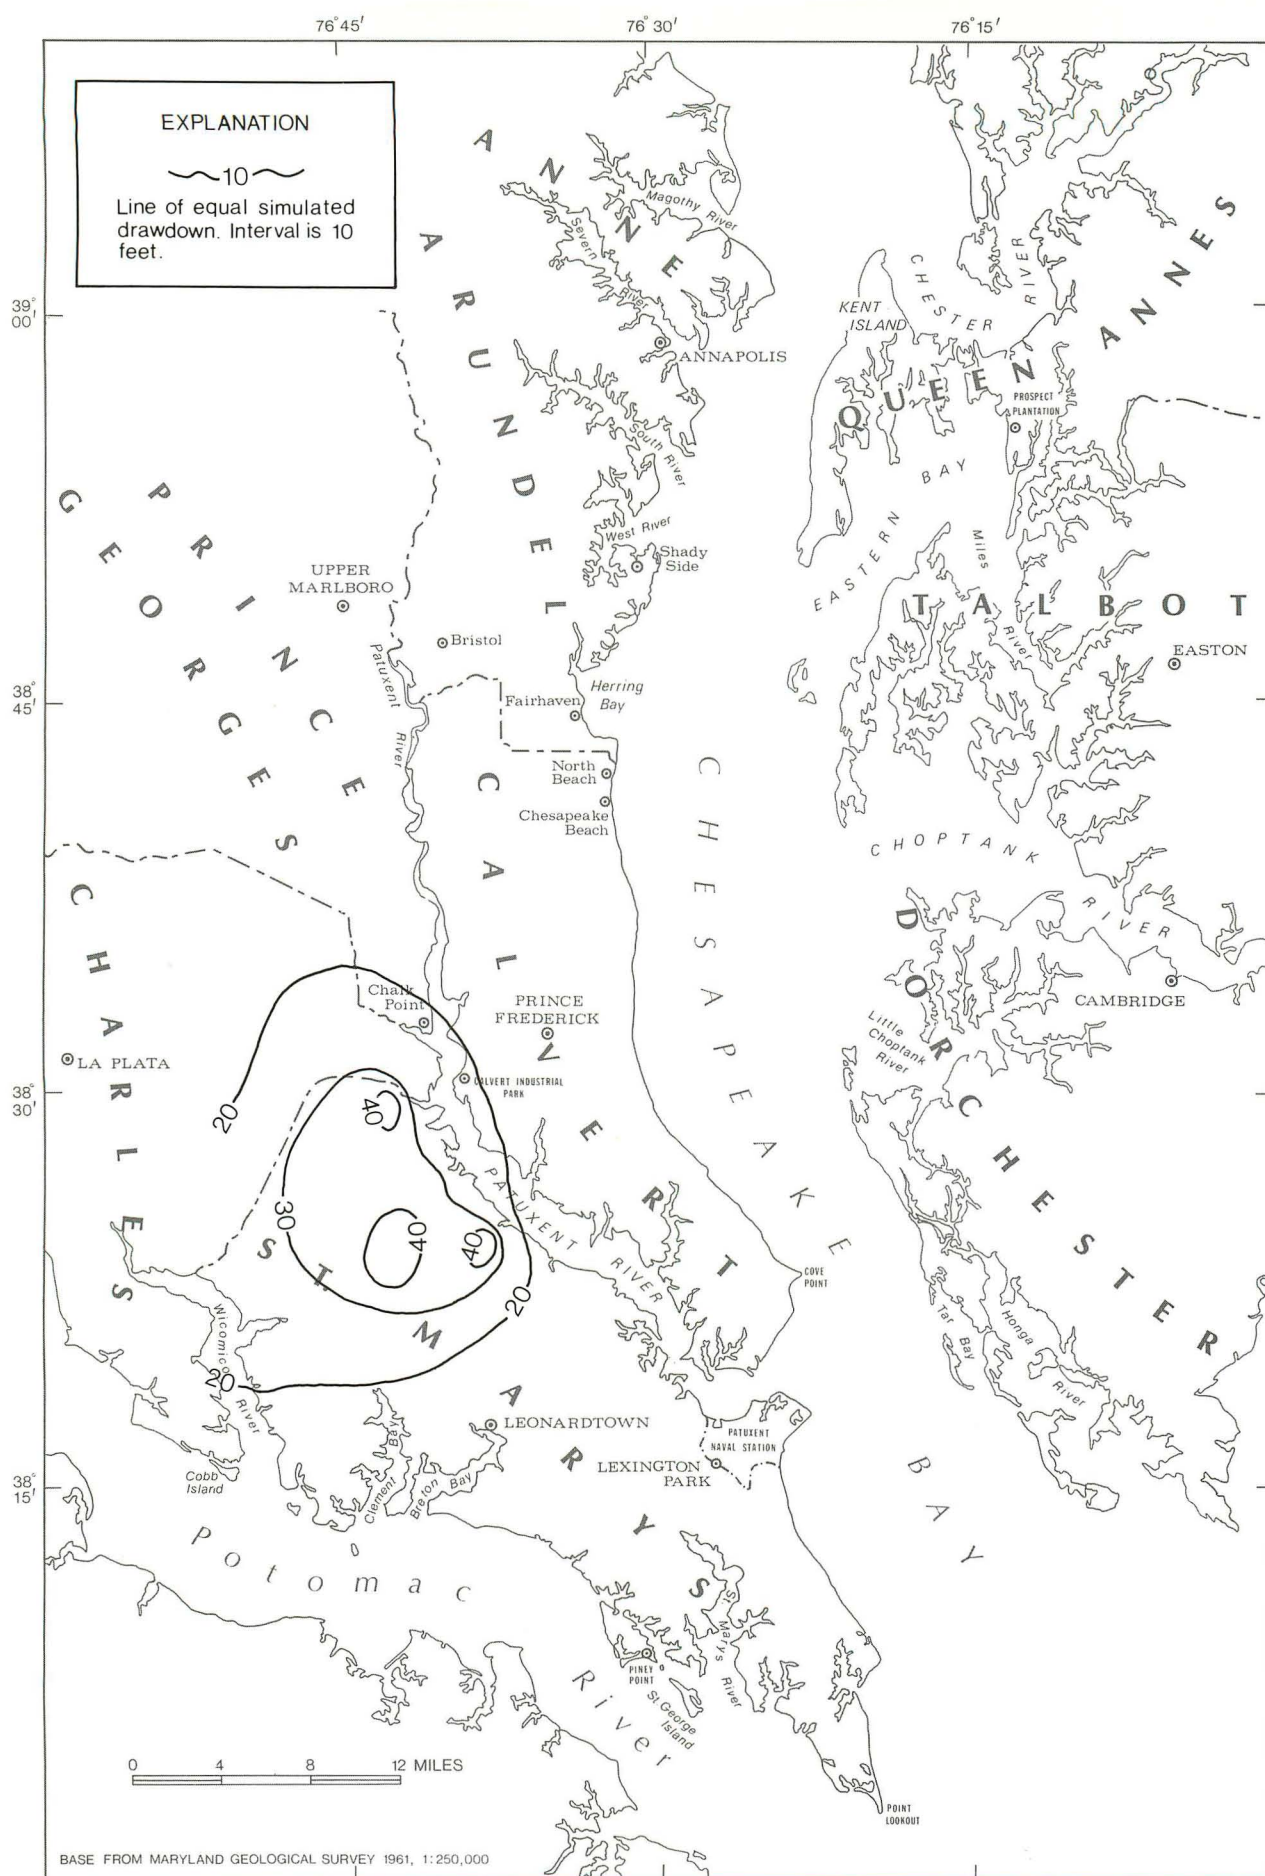 76°45′ 76°30′ 76°15′
EXPLANATION
10
Line of equal simulated
drawdown. Interval is 10
feet.
39°
00′
38°
45′
38°
30′
38°
15′
ANNE
ARUNDEL
Magothy River
Severn
River
ANNAPOLIS
South River
West River
Shady
Side
KENT
ISLAND
CHESTER
RIVER
QUEEN ANNES
PROSPECT
PLANTATION
EASTERN BAY
Miles
River
TALBOT
EASTON
PRINCE
GEORGES
UPPER
MARLBORO
Bristol
Patuxent
River
Fairhaven
Herring
Bay
North
Beach
Chesapeake
Beach
CALVERT
CHESAPEAKE
BAY
CHOPTANK
RIVER
DORCHESTER
CAMBRIDGE
Little
Choptank
River
CHARLES
LA PLATA
Chalk
Point
PRINCE
FREDERICK
CALVERT INDUSTRIAL
PARK
20
40
30
40
40
20
20
PATUXENT
RIVER
COVE
POINT
ST. MARYS
Wicomico
River
Tar Bay
Honga
River
LEONARDTOWN
PATUXENT
NAVAL STATION
LEXINGTON
PARK
Cobb
Island
Clement Bay
Breton Bay
Potomac
River
St. Marys
River
PINEY
POINT
St George
Island
0 4 8 12 MILES
POINT
LOOKOUT
BASE FROM MARYLAND GEOLOGICAL SURVEY 1961, 1:250,000